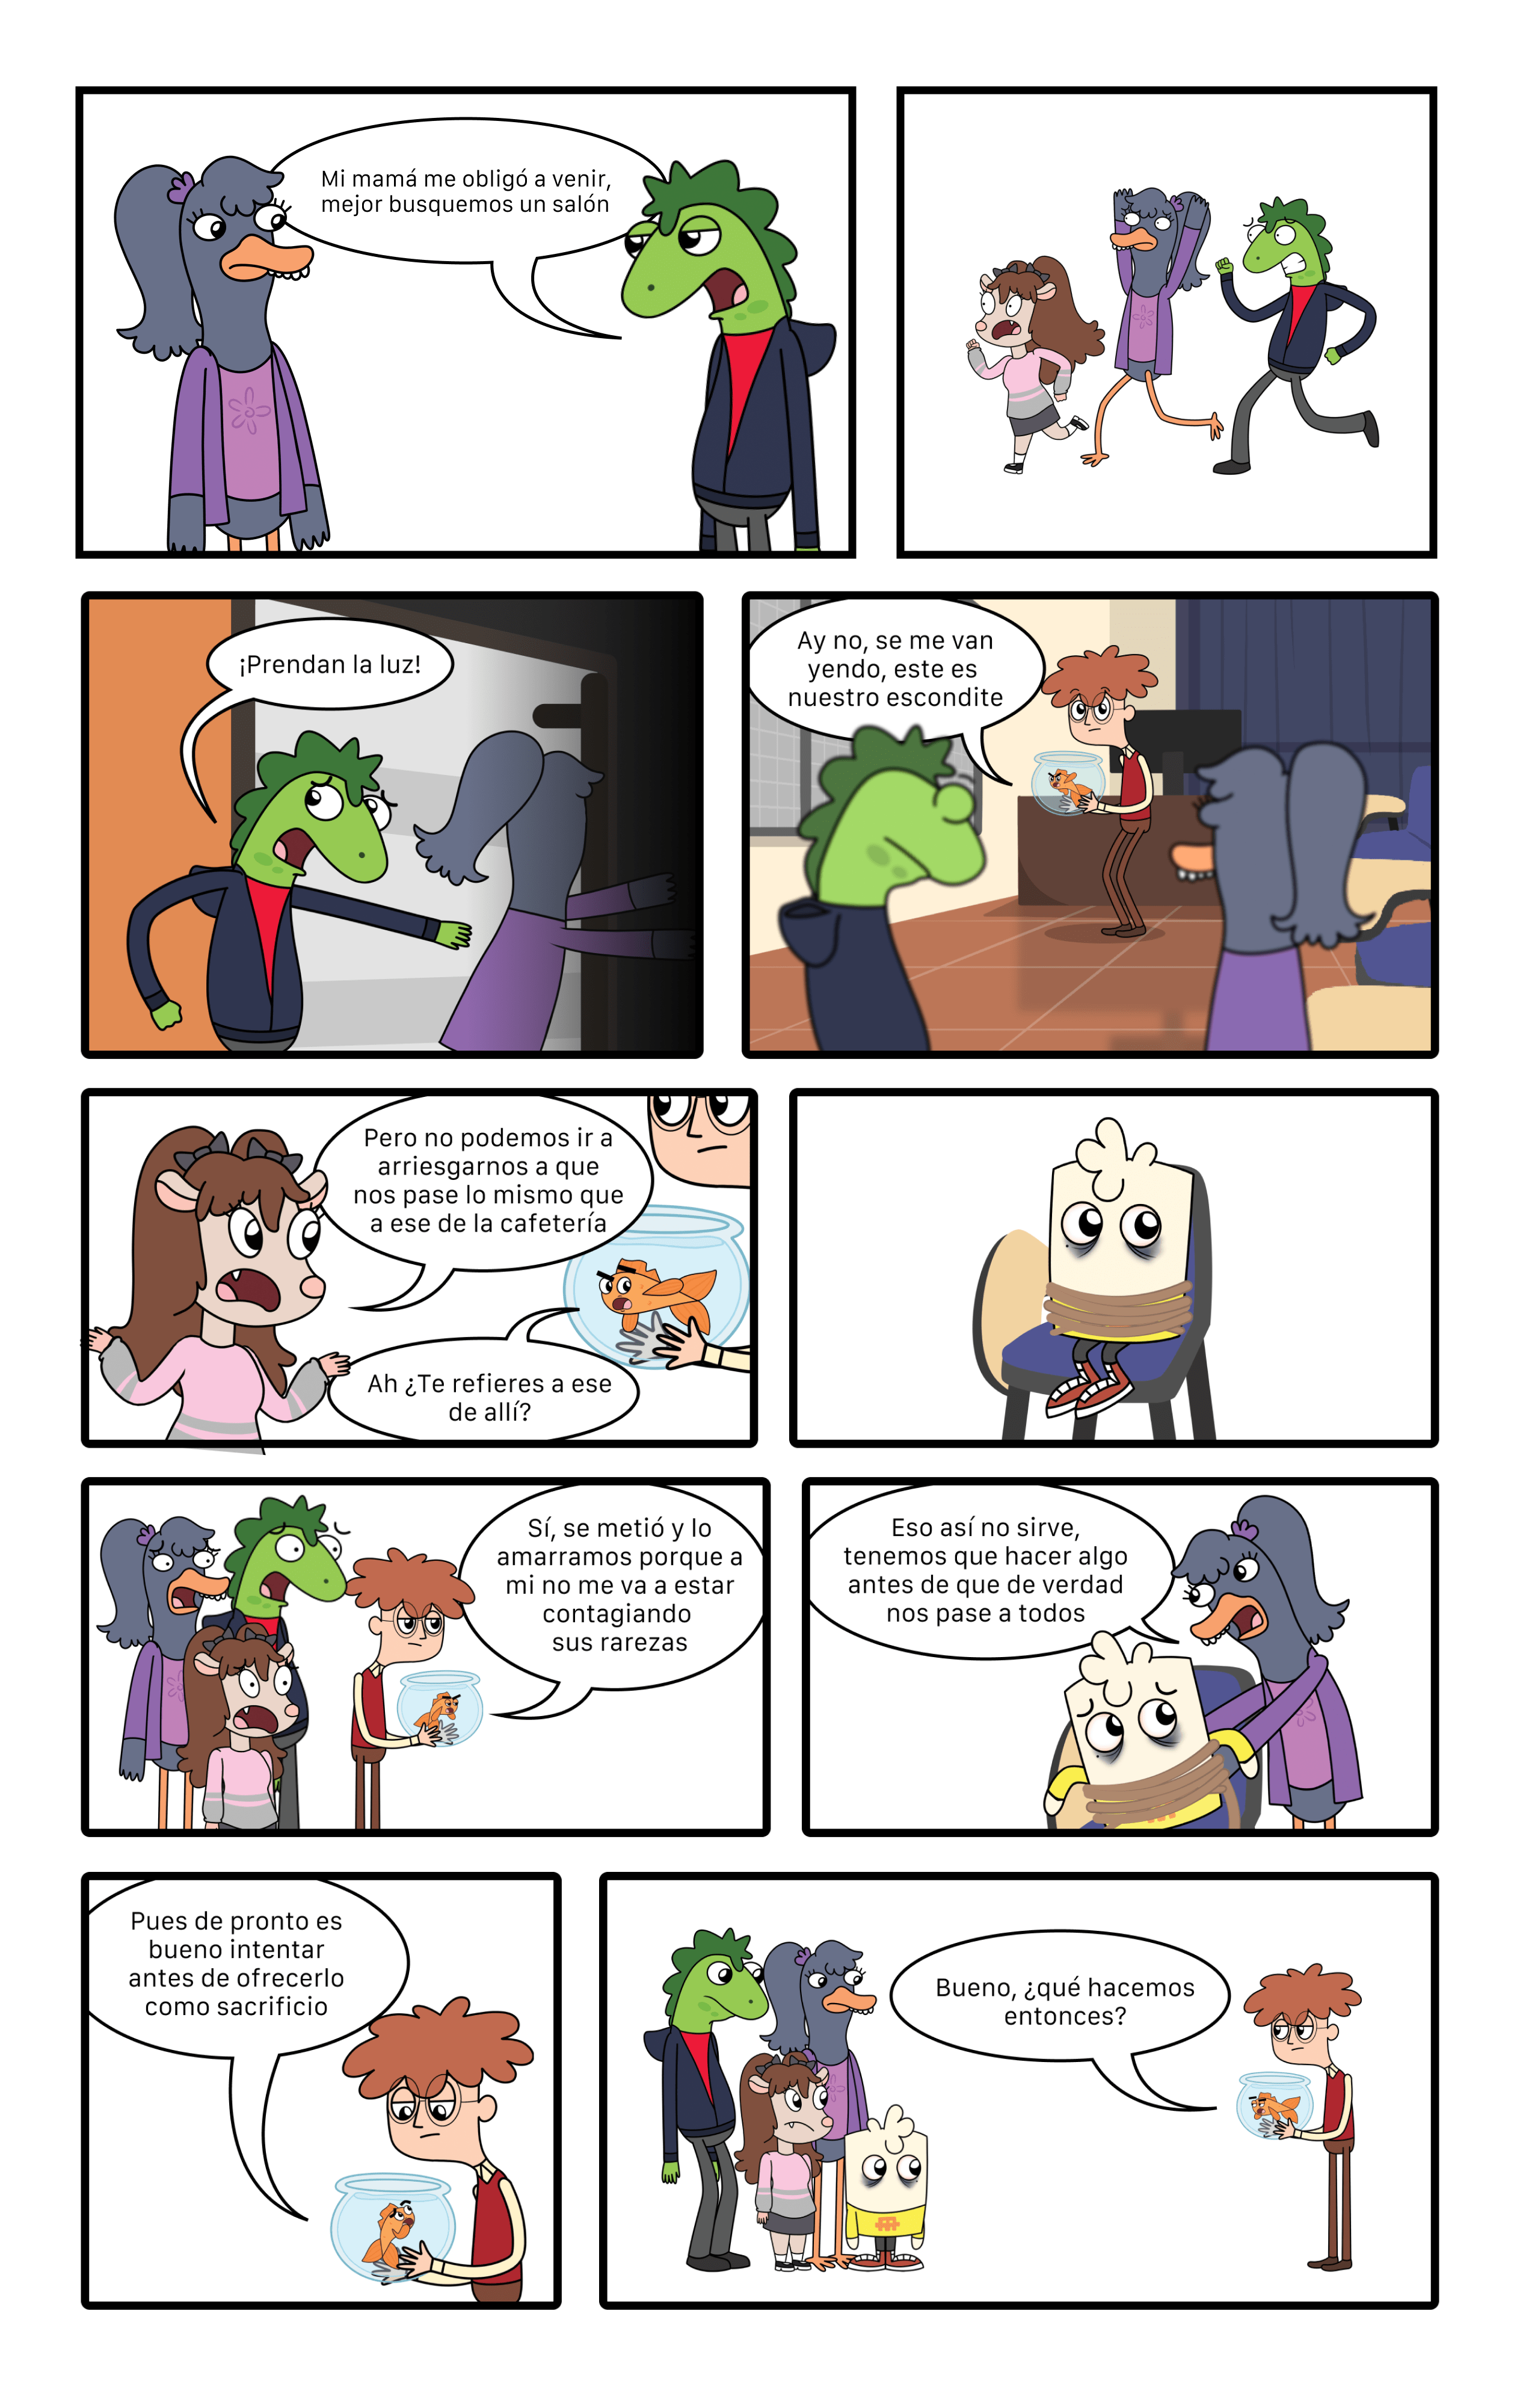 Mi mamá me obligó a venir,
mejor busquemos un salón
¡Prendan la luz!
Ay no, se me van
yendo, este es
nuestro escondite
Pero no podemos ir a
arriesgarnos a que
nos pase lo mismo que
a ese de la cafetería
Ah ¿Te refieres a ese
de allí?
Sí, se metió y lo
amarramos porque a
mi no me va a estar
contagiando
sus rarezas
Eso así no sirve,
tenemos que hacer algo
antes de que de verdad
nos pase a todos
Pues de pronto es
bueno intentar
antes de ofrecerlo
como sacrificio
Bueno, ¿qué hacemos
entonces?